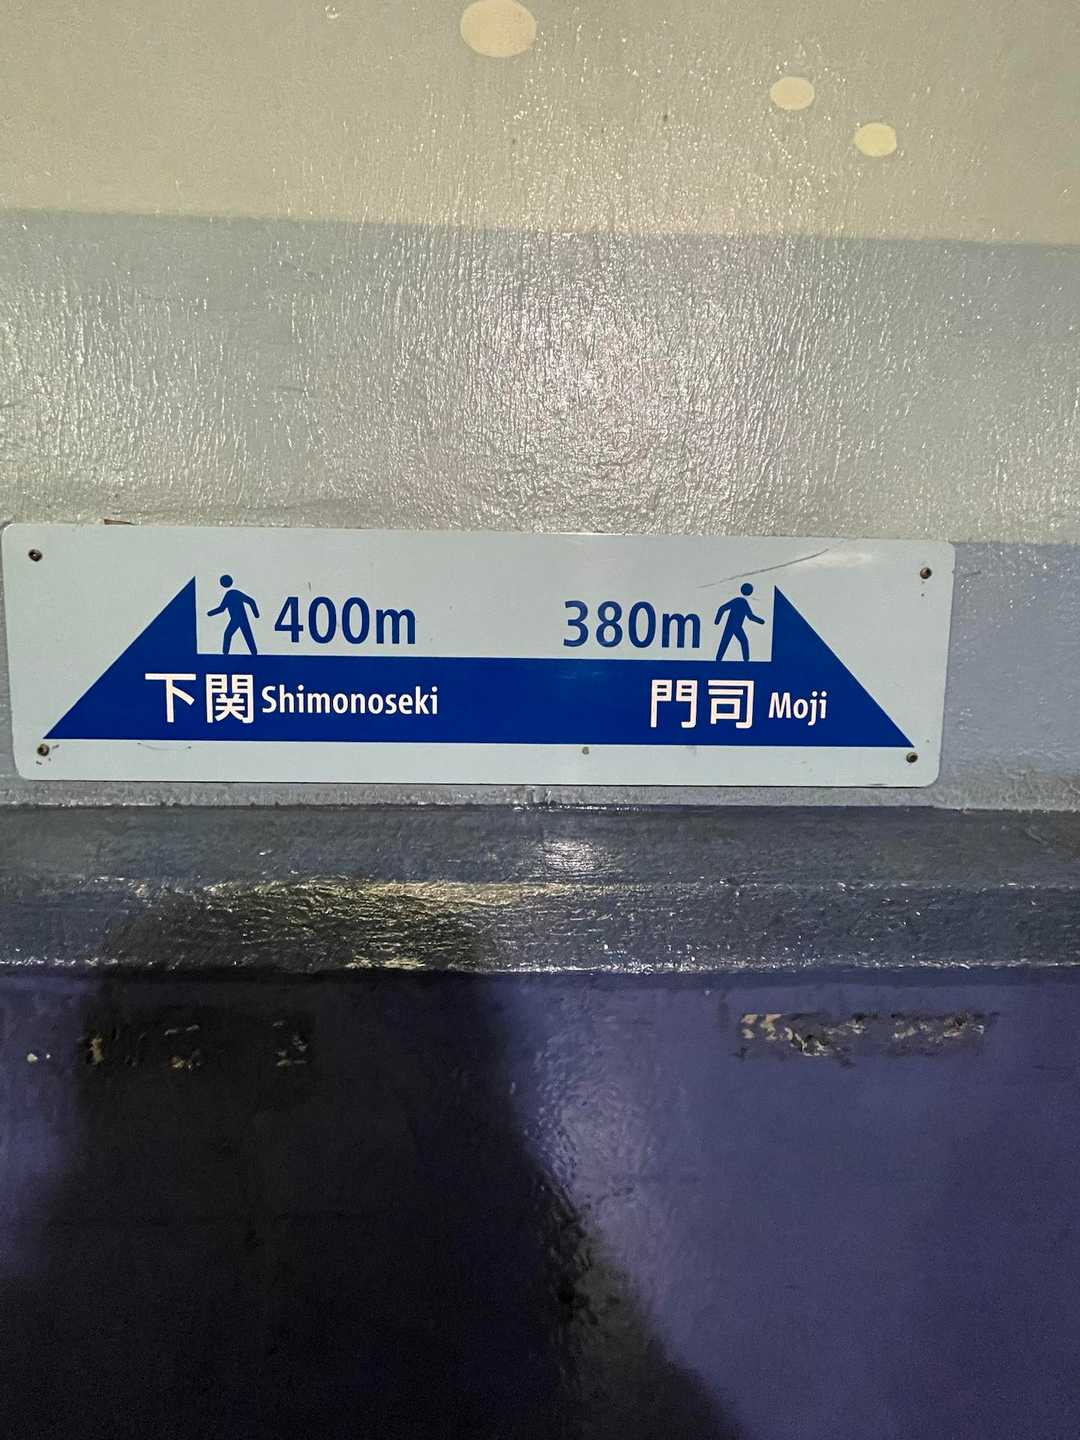 400m 380m
下関 Shimonoseki 門司 Moji